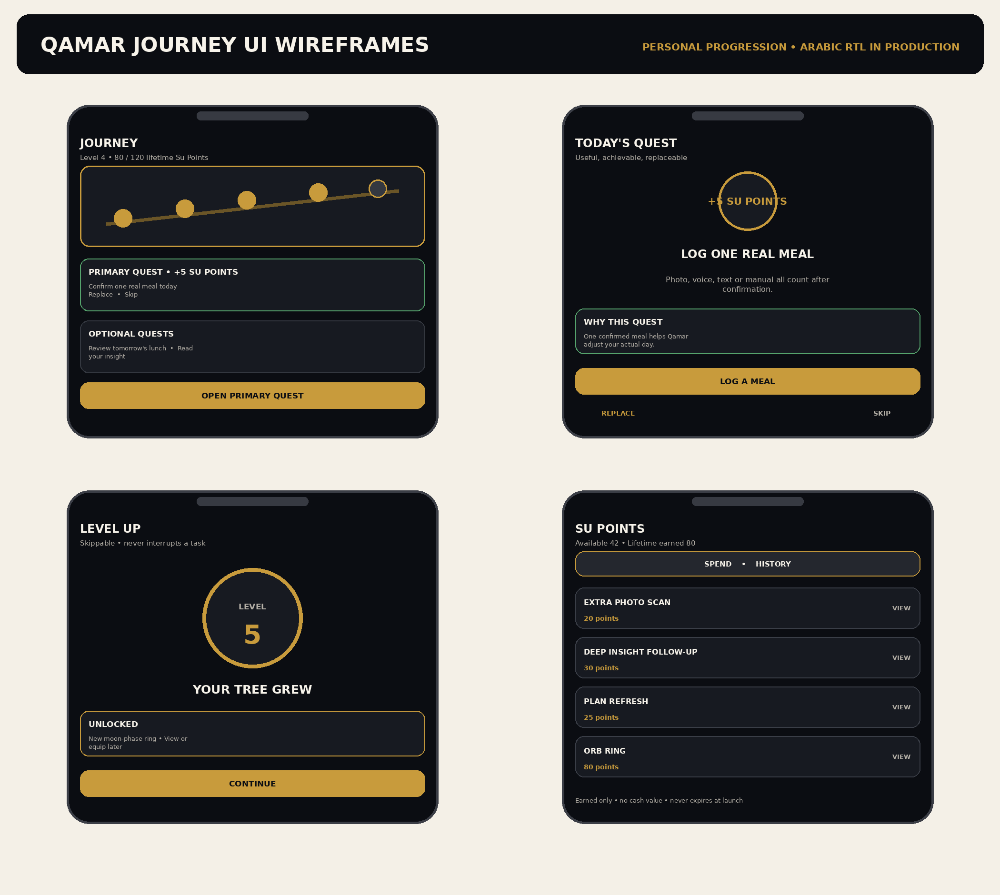 QAMAR JOURNEY UI WIREFRAMES
PERSONAL PROGRESSION • ARABIC RTL IN PRODUCTION
JOURNEY
Level 4 • 80 / 120 lifetime Su Points
PRIMARY QUEST • +5 SU POINTS
Confirm one real meal today
Replace • Skip
OPTIONAL QUESTS
Review tomorrow's lunch • Read
your insight
OPEN PRIMARY QUEST
TODAY'S QUEST
Useful, achievable, replaceable
+5 SU POINTS
LOG ONE REAL MEAL
Photo, voice, text or manual all count after
confirmation.
WHY THIS QUEST
One confirmed meal helps Qamar
adjust your actual day.
LOG A MEAL
REPLACE
SKIP
LEVEL UP
Skippable • never interrupts a task
LEVEL
5
YOUR TREE GREW
UNLOCKED
New moon-phase ring • View or
equip later
CONTINUE
SU POINTS
Available 42 • Lifetime earned 80
SPEND • HISTORY
EXTRA PHOTO SCAN
VIEW
20 points
DEEP INSIGHT FOLLOW-UP
VIEW
30 points
PLAN REFRESH
VIEW
25 points
ORB RING
VIEW
80 points
Earned only • no cash value • never expires at launch